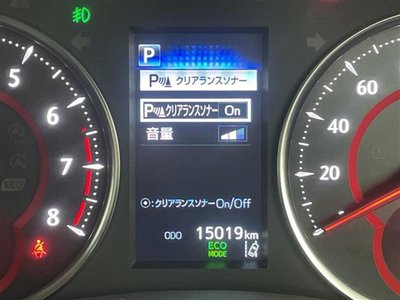 P
P クリアランスソナー
P クリアランスソナー On
音量
:クリアランスソナーOn/Off
ODO 15019km
ECO
MODE
5
6
7
8
ECO
60
40
20